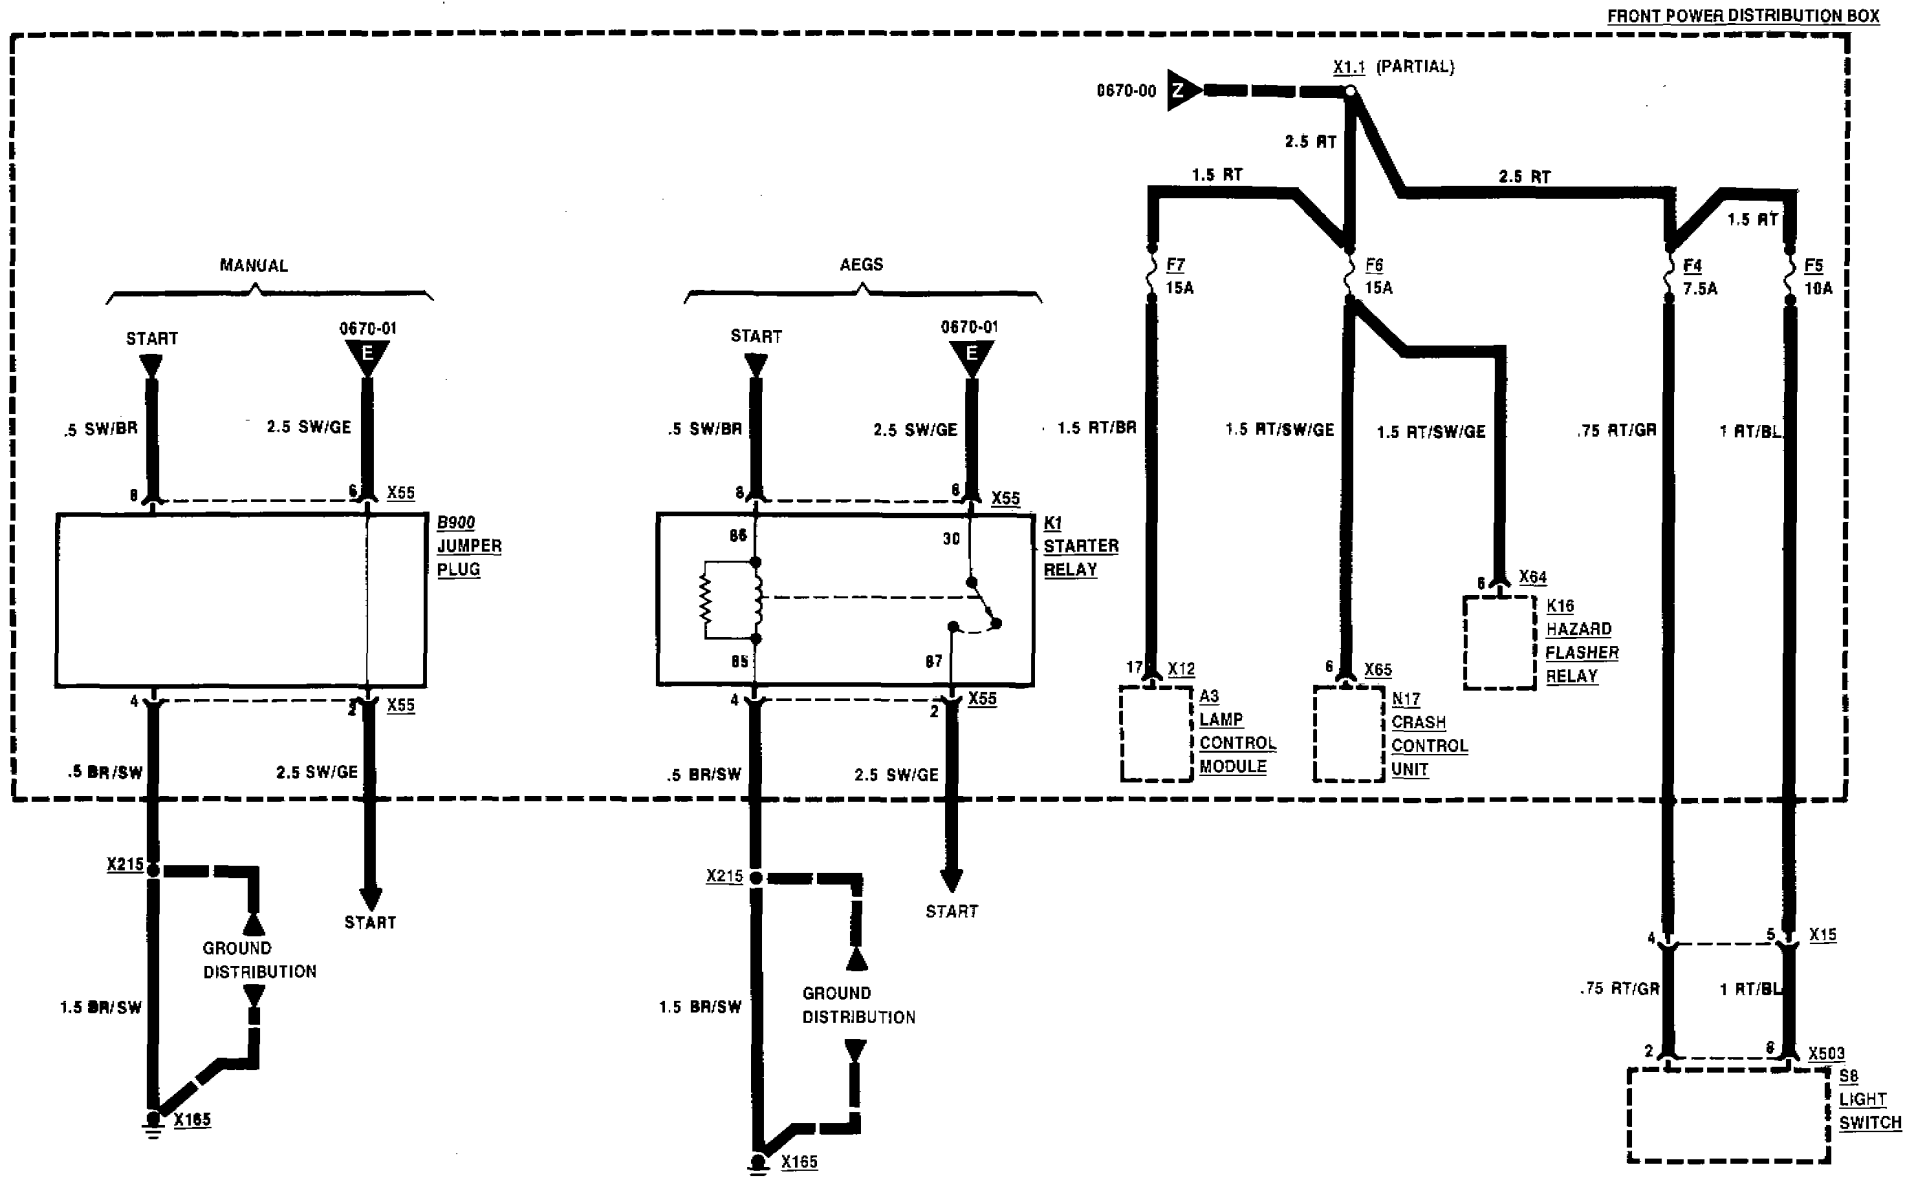 FRONT POWER DISTRIBUTION BOX
X1.1 (PARTIAL)
0670-00
Z
2.5 RT
1.5 RT
2.5 RT
1.5 RT
F7
15A
F6
15A
F4
7.5A
F5
10A
MANUAL
AEGS
START
0670-01
E
START
0670-01
E
.5 SW/BR
2.5 SW/GE
.5 SW/BR
2.5 SW/GE
1.5 RT/BR
1.5 RT/SW/GE
1.5 RT/SW/GE
.75 RT/GR
1 RT/BL
8
6
X55
8
6
X55
B900
JUMPER
PLUG
86
30
K1
STARTER
RELAY
6
X64
K16
HAZARD
FLASHER
RELAY
85
87
17
X12
6
X65
4
2
X55
4
2
X55
A3
LAMP
CONTROL
MODULE
N17
CRASH
CONTROL
UNIT
.5 BR/SW
2.5 SW/GE
.5 BR/SW
2.5 SW/GE
X215
START
X215
START
GROUND
DISTRIBUTION
GROUND
DISTRIBUTION
4
5
X15
1.5 BR/SW
1.5 BR/SW
.75 RT/GR
1 RT/BL
2
8
X503
S8
LIGHT
SWITCH
X165
X165